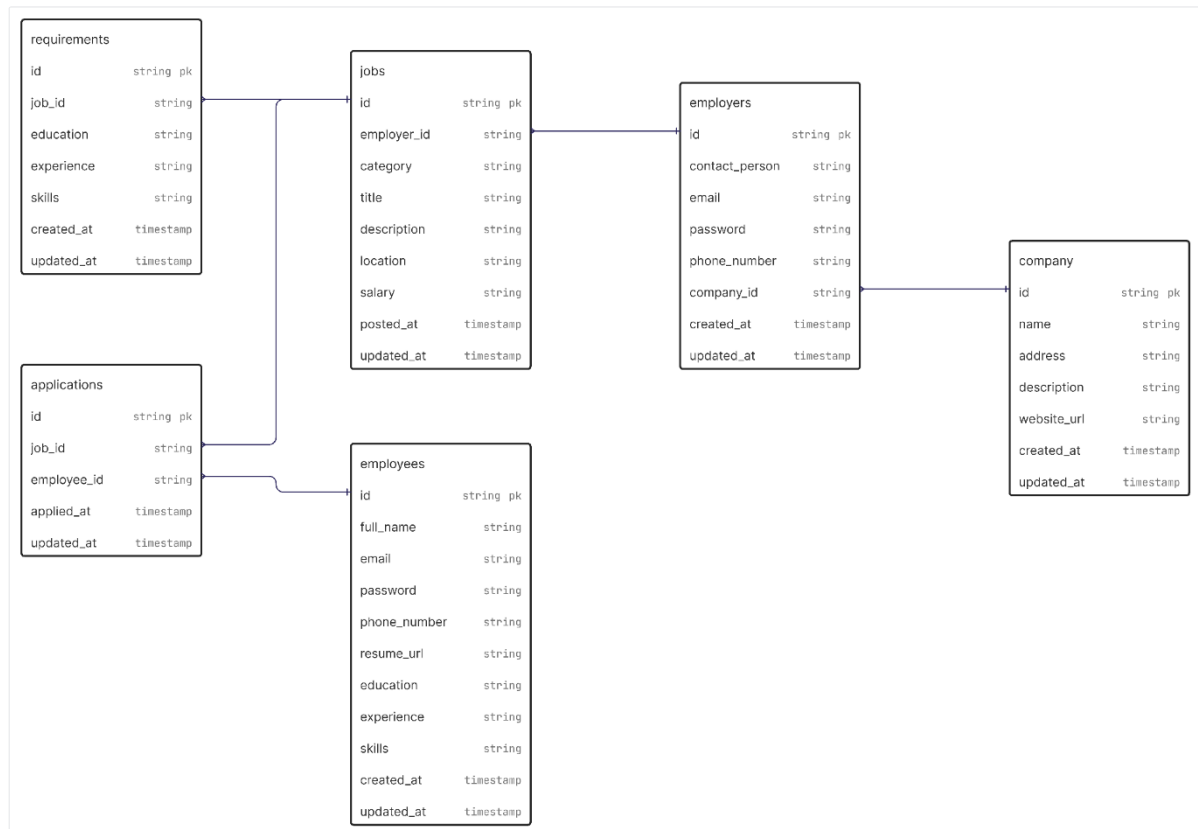 requirements
id string pk
job_id string
education string
experience string
skills string
created_at timestamp
updated_at timestamp
applications
id string pk
job_id string
employee_id string
applied_at timestamp
updated_at timestamp
jobs
id string pk
employer_id string
category string
title string
description string
location string
salary string
posted_at timestamp
updated_at timestamp
employees
id string pk
full_name string
email string
password string
phone_number string
resume_url string
education string
experience string
skills string
created_at timestamp
updated_at timestamp
employers
id string pk
contact_person string
email string
password string
phone_number string
company_id string
created_at timestamp
updated_at timestamp
company
id string pk
name string
address string
description string
website_url string
created_at timestamp
updated_at timestamp